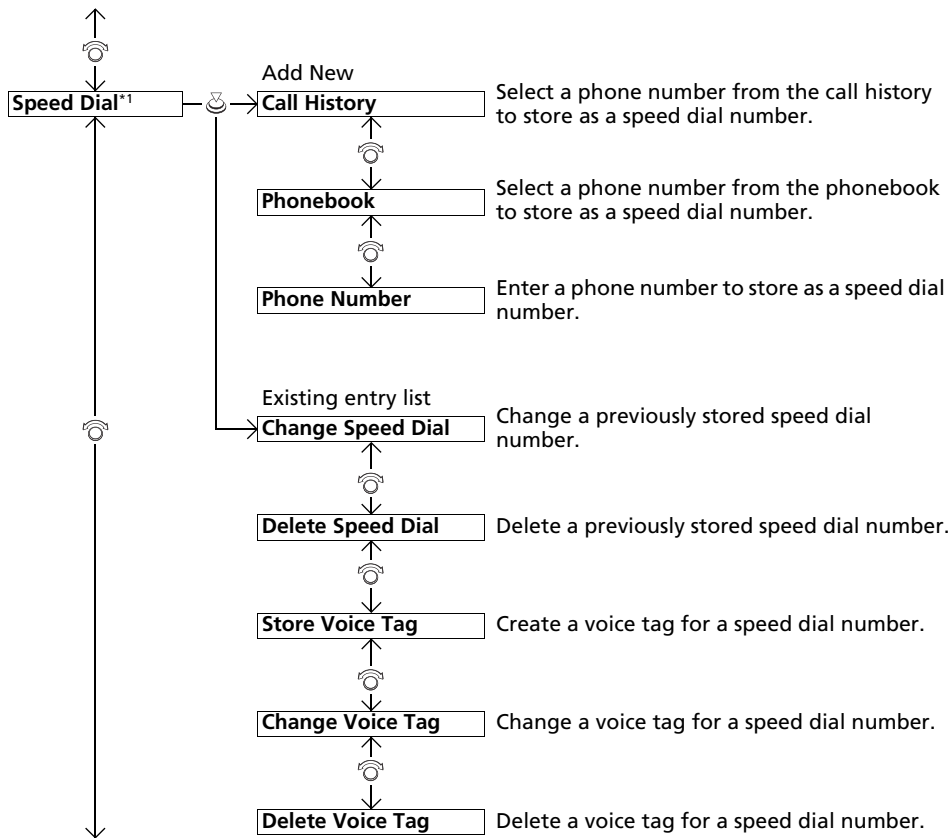 Add New
Speed Dial*1
Call History
Select a phone number from the call history
to store as a speed dial number.
Phonebook
Select a phone number from the phonebook
to store as a speed dial number.
Phone Number
Enter a phone number to store as a speed dial
number.
Existing entry list
Change Speed Dial
Change a previously stored speed dial
number.
Delete Speed Dial
Delete a previously stored speed dial number.
Store Voice Tag
Create a voice tag for a speed dial number.
Change Voice Tag
Change a voice tag for a speed dial number.
Delete Voice Tag
Delete a voice tag for a speed dial number.